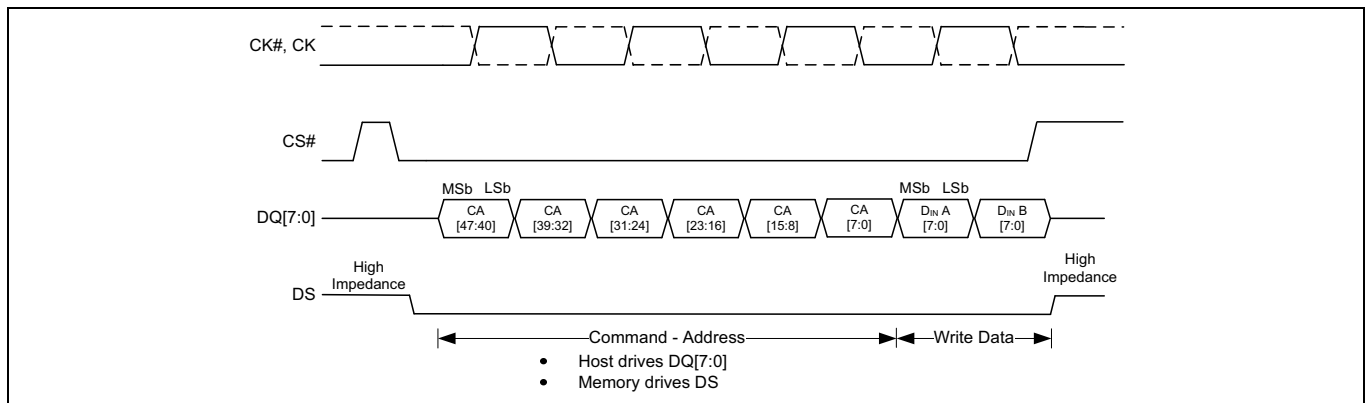 CK#, CK
CS#
MSb LSb MSb LSb
DQ[7:0] CA [47:40] CA [39:32] CA [31:24] CA [23:16] CA [15:8] CA [7:0] DIN A [7:0] DIN B [7:0]
High Impedance High Impedance
DS
Command - Address Write Data
• Host drives DQ[7:0]
• Memory drives DS